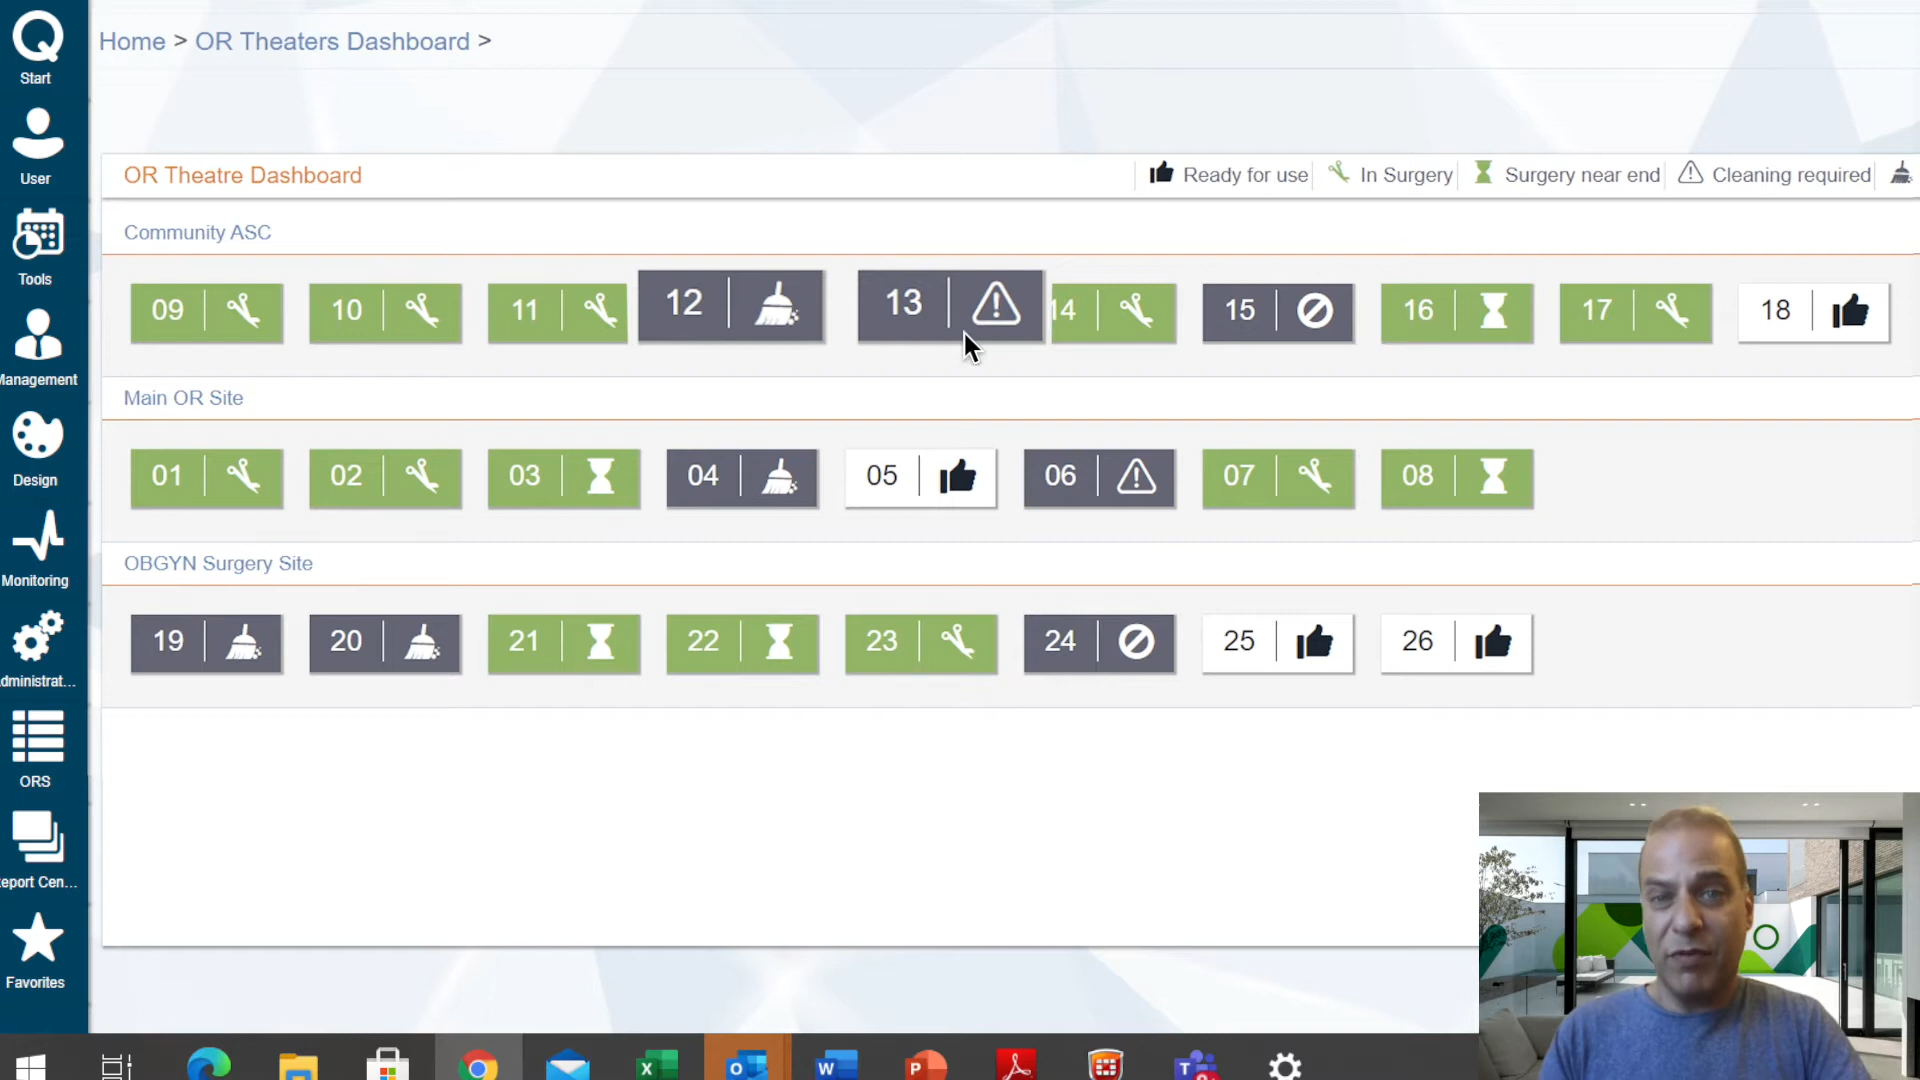 Start
User
Tools
Management
Design
Monitoring
dministrat...
ORS
eport Cen...
Favorites
Home > OR Theaters Dashboard >
OR Theatre Dashboard
Ready for use
In Surgery
Surgery near end
Cleaning required
Community ASC
09 10 11 12 13 14 15 16 17 18
Main OR Site
01 02 03 04 05 06 07 08
OBGYN Surgery Site
19 20 21 22 23 24 25 26